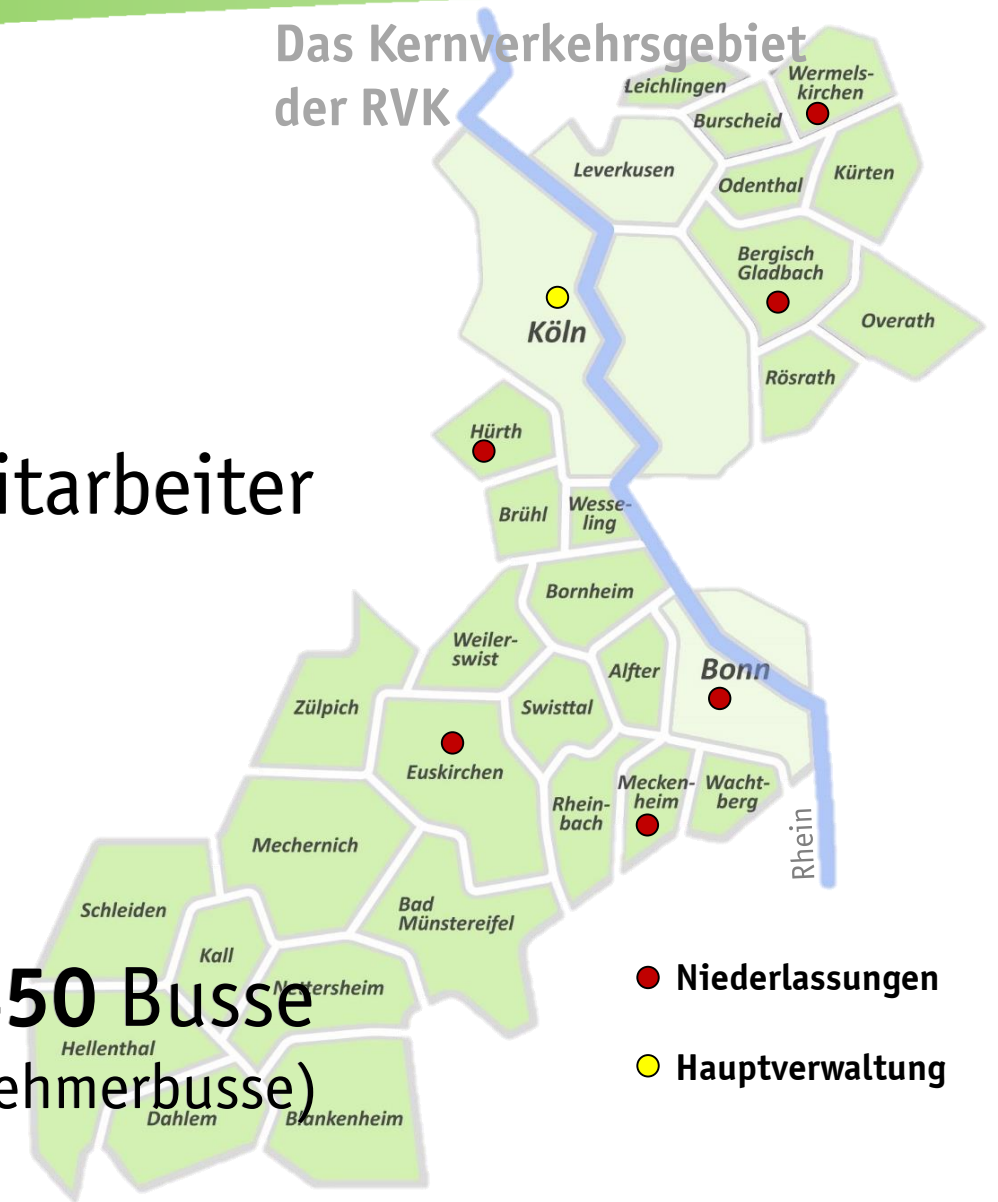 Das Kernverkehrsgebiet
der RVK
Leichlingen
Wermels-
kirchen
Burscheid
Leverkusen
Odenthal
Kürten
Bergisch
Gladbach
Overath
Köln
Rösrath
Hürth
itarbeiter
Brühl
Wesse-
ling
Bornheim
Weiler-
swist
Alfter
Bonn
Zülpich
Swisttal
Euskirchen
Rhein-
bach
Mecken-
heim
Wacht-
berg
Rhein
Mechernich
Schleiden
Bad
Münstereifel
Kall
Nettersheim
50 Busse
Niederlassungen
Hellenthal
Hauptverwaltung
ehmerbusse)
Dahlem
Blankenheim